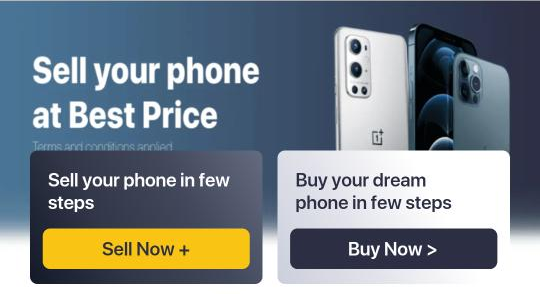 Sell your phone
at Best Price
Terms and conditions applied
Sell your phone in few
steps
Sell Now +
Buy your dream
phone in few steps
Buy Now >